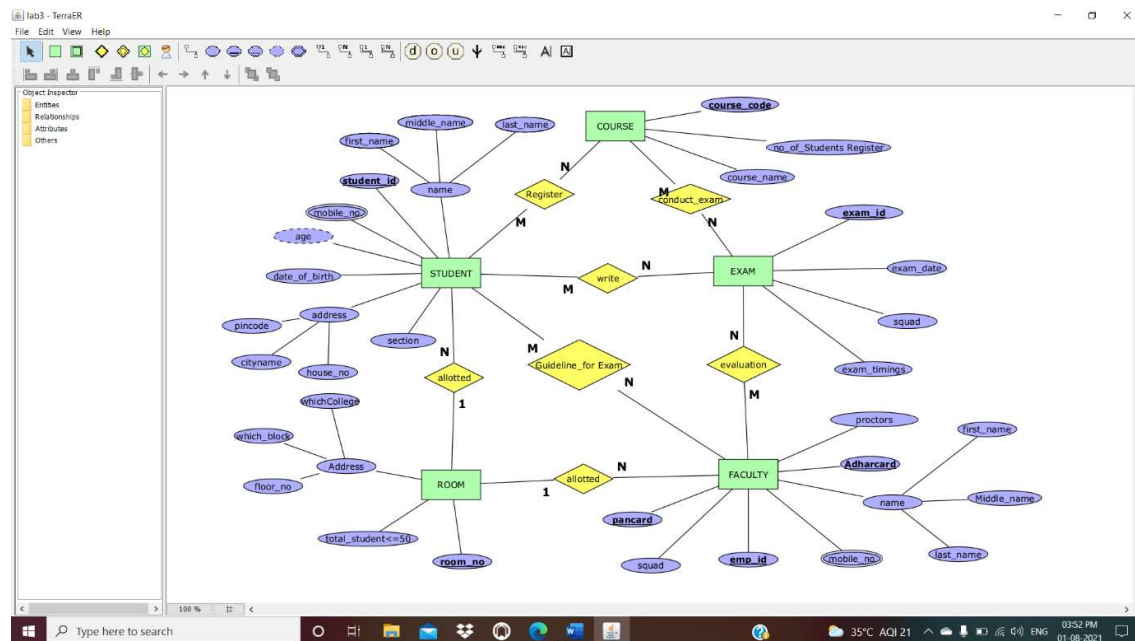 lab3 - TerraER
File Edit View Help
Object Inspector
Entities
Relationships
Attributes
Others
course_code
COURSE
no_of_Students Register
course_name
middle_name
last_name
first_name
name
student_id
mobile_no
age
date_of_birth
address
pincode
cityname
house_no
section
STUDENT
N
Register
M
M
conduct_exam
N
exam_id
EXAM
exam_date
squad
exam_timings
N
write
M
N
allotted
1
M
Guideline_for Exam
N
N
evaluation
M
whichCollege
which_block
Address
floor_no
ROOM
total_student<=50
room_no
1
allotted
N
FACULTY
proctors
Adharcard
first_name
name
Middle_name
last_name
pancard
squad
emp_id
mobile_no
100 %
Type here to search
35°C AQI 21
ENG
03:52 PM
01-08-2021